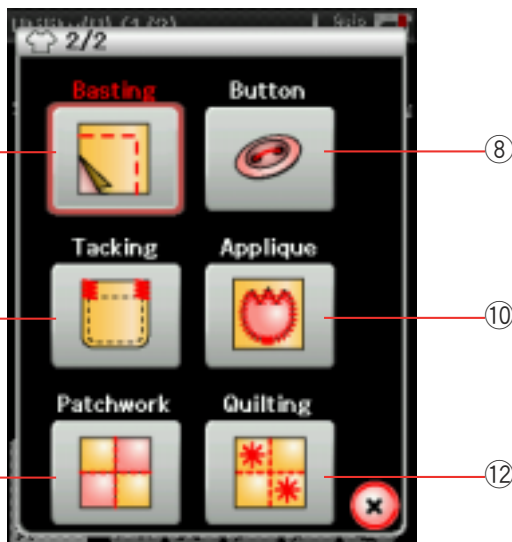 2/2
Basting Button
⑧
Tacking Applique
⑩
Patchwork Quilting
⑫